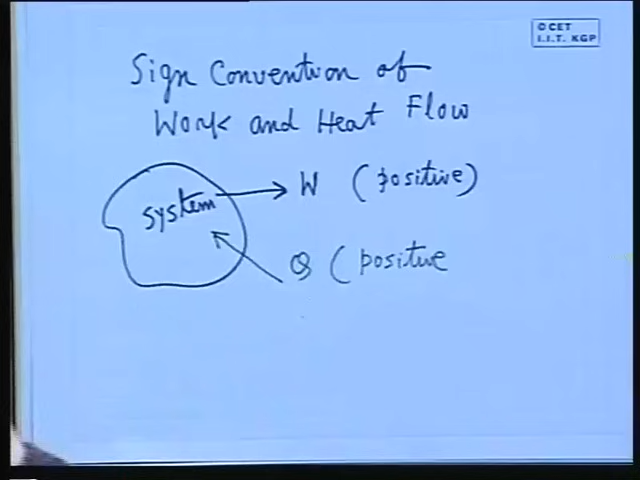 © CET
I.I.T. KGP
Sign Convention of
Work and Heat Flow
System
W (positive)
Q (positive